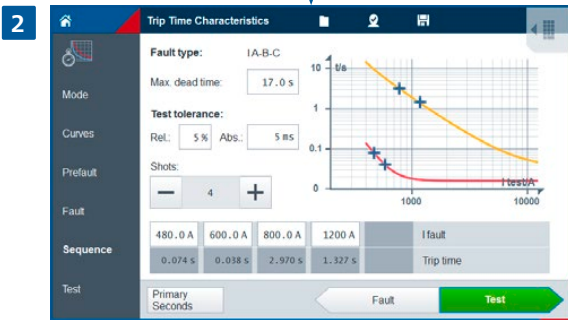 2
Trip Time Characteristics
Mode
Curves
Prefault
Fault
Sequence
Test
Fault type: IA-B-C
Max. dead time: 17.0 s
Test tolerance:
Rel.: 5 % Abs.: 5 ms
Shots:
4
10 t/s
1
0.1
0
I test/A
1000 10000
480.0 A 600.0 A 800.0 A 1200 A I fault
0.074 s 0.038 s 2.970 s 1.327 s Trip time
Primary
Seconds
Fault
Test